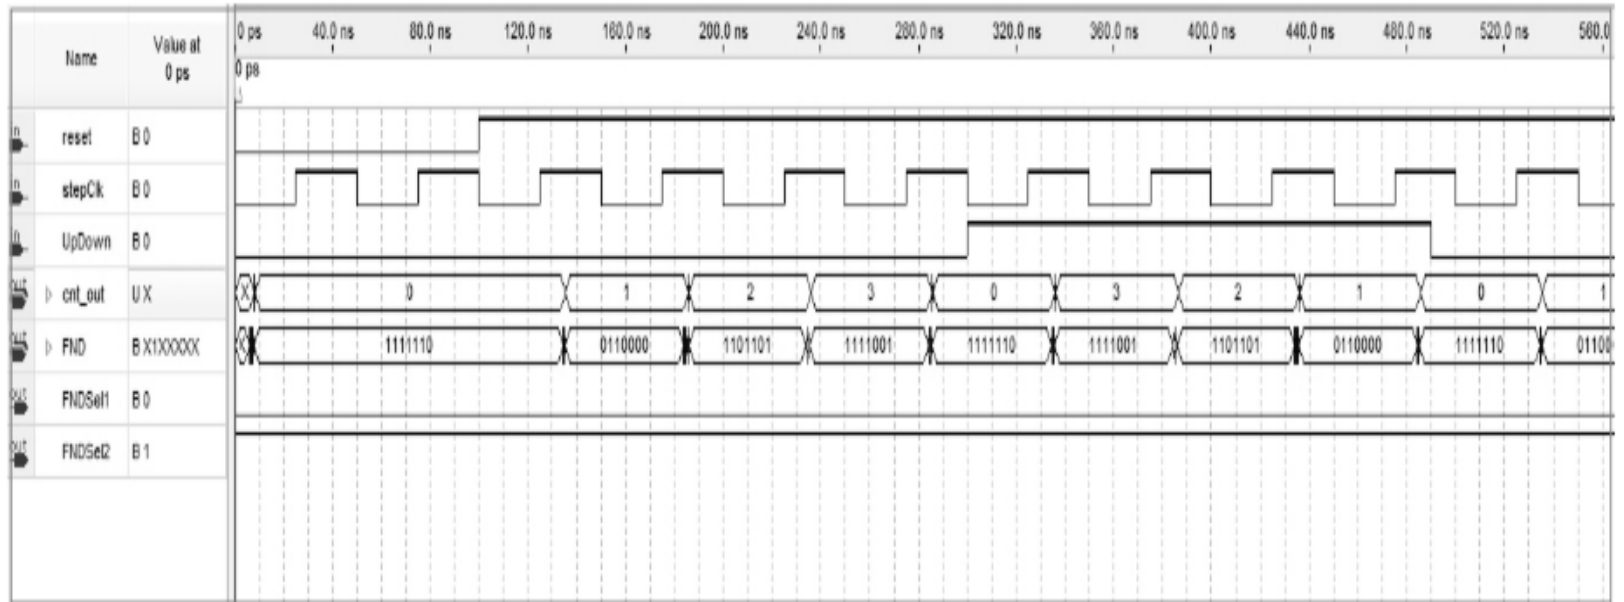 Name
Value at
0 ps
0 ps 40.0 ns 80.0 ns 120.0 ns 160.0 ns 200.0 ns 240.0 ns 280.0 ns 320.0 ns 360.0 ns 400.0 ns 440.0 ns 480.0 ns 520.0 ns 560.0
0 ps
reset B 0
stepClk B 0
UpDown B 0
cnt_out U X X 0 1 2 3 0 3 2 1 0 1
FND B X1XXXXX 1111110 0110000 1101101 1111001 1111110 1111001 1101101 0110000 1111110 01100
FNDSel1 B 0
FNDSel2 B 1